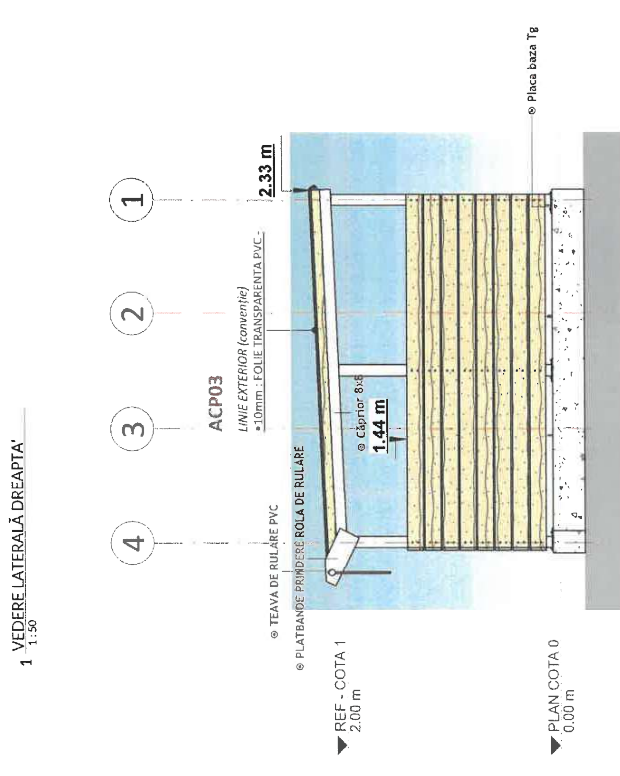 1 VEDERE LATERALĂ DREAPTA'
1 : 50
4
3
2
1
ACP03
LINIE EXTERIOR (convenție)
•10mm : FOLIE TRANSPARENTA PVC -
2.33 m
TEAVA DE RULARE PVC
PLATBANDE PRINDERE ROLA DE RULARE
Căprior 8x8
1.44 m
Placa baza Tg
REF - COTA 1
2.00 m
PLAN COTA 0
0.00 m